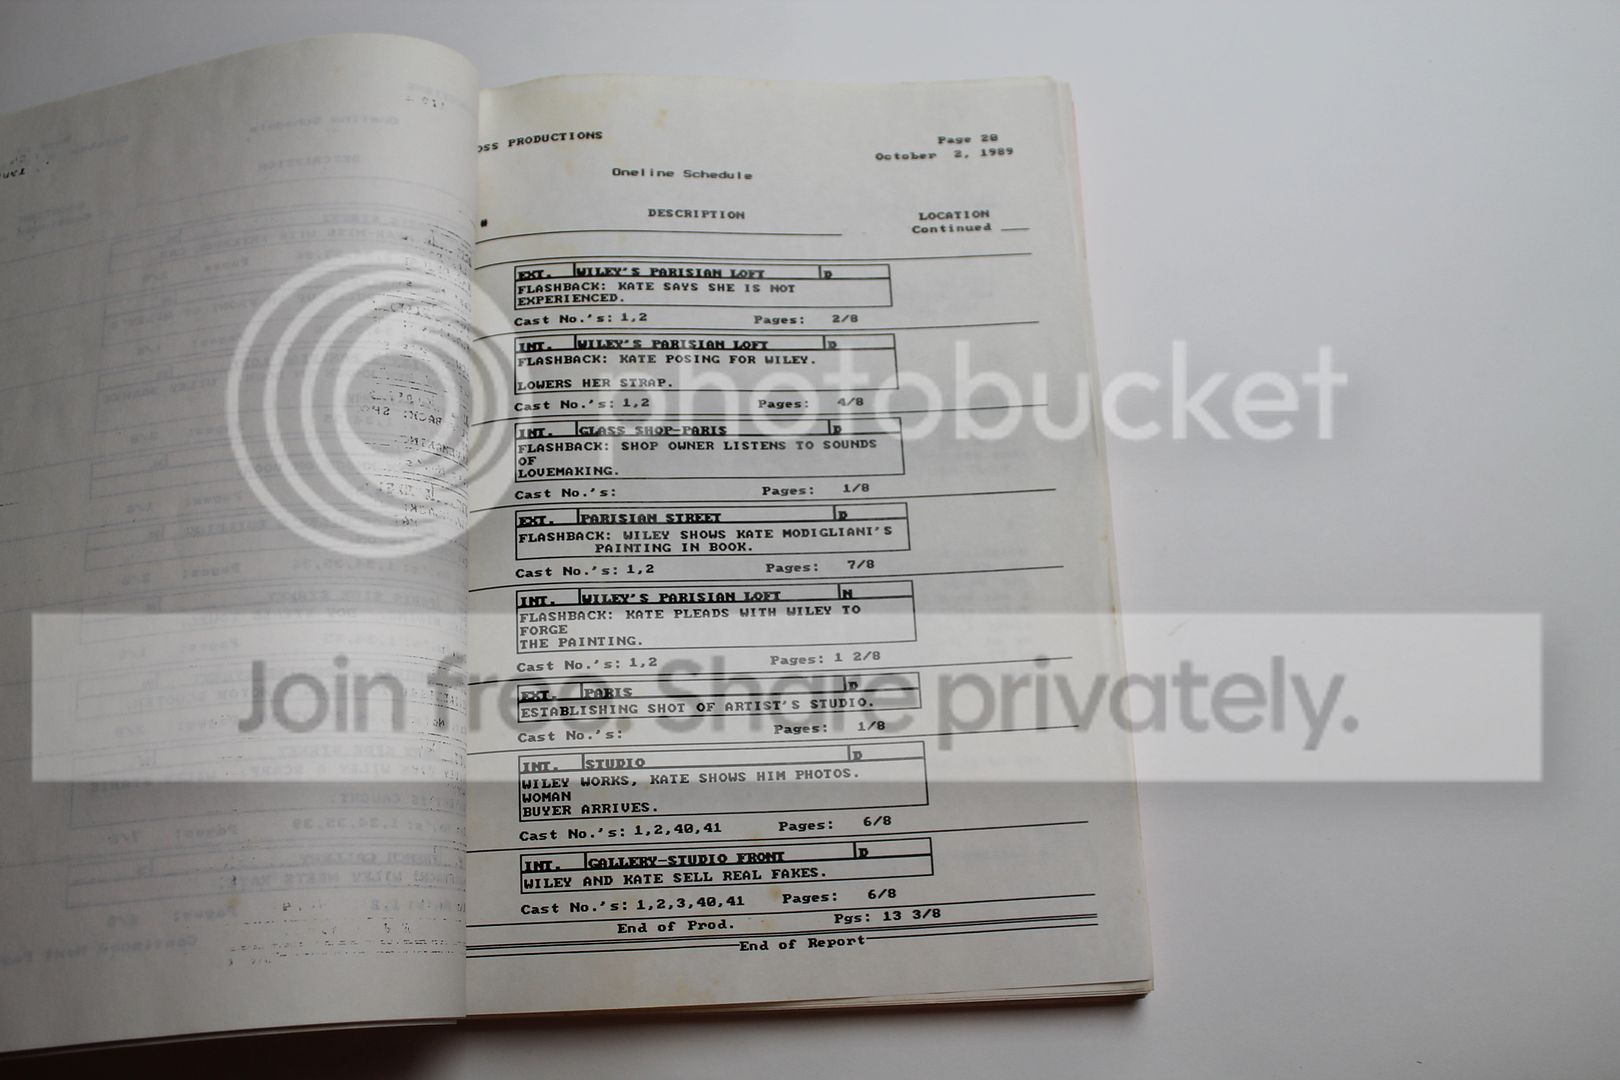 OSS PRODUCTIONS
Page 20
October 2, 1989
Oneline Schedule
DESCRIPTION
LOCATION
Continued
EXT. WILEY'S PARISIAN LOFT D
FLASHBACK: KATE SAYS SHE IS NOT
EXPERIENCED.
Cast No.'s: 1,2 Pages: 2/8
INT. WILEY'S PARISIAN LOFT D
FLASHBACK: KATE POSING FOR WILEY.
LOWERS HER STRAP.
Cast No.'s: 1,2 Pages: 4/8
photobucket
INT. GLASS SHOP-PARIS D
FLASHBACK: SHOP OWNER LISTENS TO SOUNDS
OF
LOVEMAKING.
Cast No.'s: Pages: 1/8
EXT. PARISIAN STREET D
FLASHBACK: WILEY SHOWS KATE MODIGLIANI'S
PAINTING IN BOOK.
Cast No.'s: 1,2 Pages: 7/8
INT. WILEY'S PARISIAN LOFT N
FLASHBACK: KATE PLEADS WITH WILEY TO
FORGE
THE PAINTING.
Cast No.'s: 1,2 Pages: 1 2/8
Join free. Share privately.
EXT. PARIS D
ESTABLISHING SHOT OF ARTIST'S STUDIO.
Cast No.'s: Pages: 1/8
INT. STUDIO D
WILEY WORKS, KATE SHOWS HIM PHOTOS.
WOMAN
BUYER ARRIVES.
Cast No.'s: 1,2,40,41 Pages: 6/8
INT. GALLERY-STUDIO FRONT D
WILEY AND KATE SELL REAL FAKES.
Cast No.'s: 1,2,3,40,41 Pages: 6/8
End of Prod. Pgs: 13 3/8
End of Report